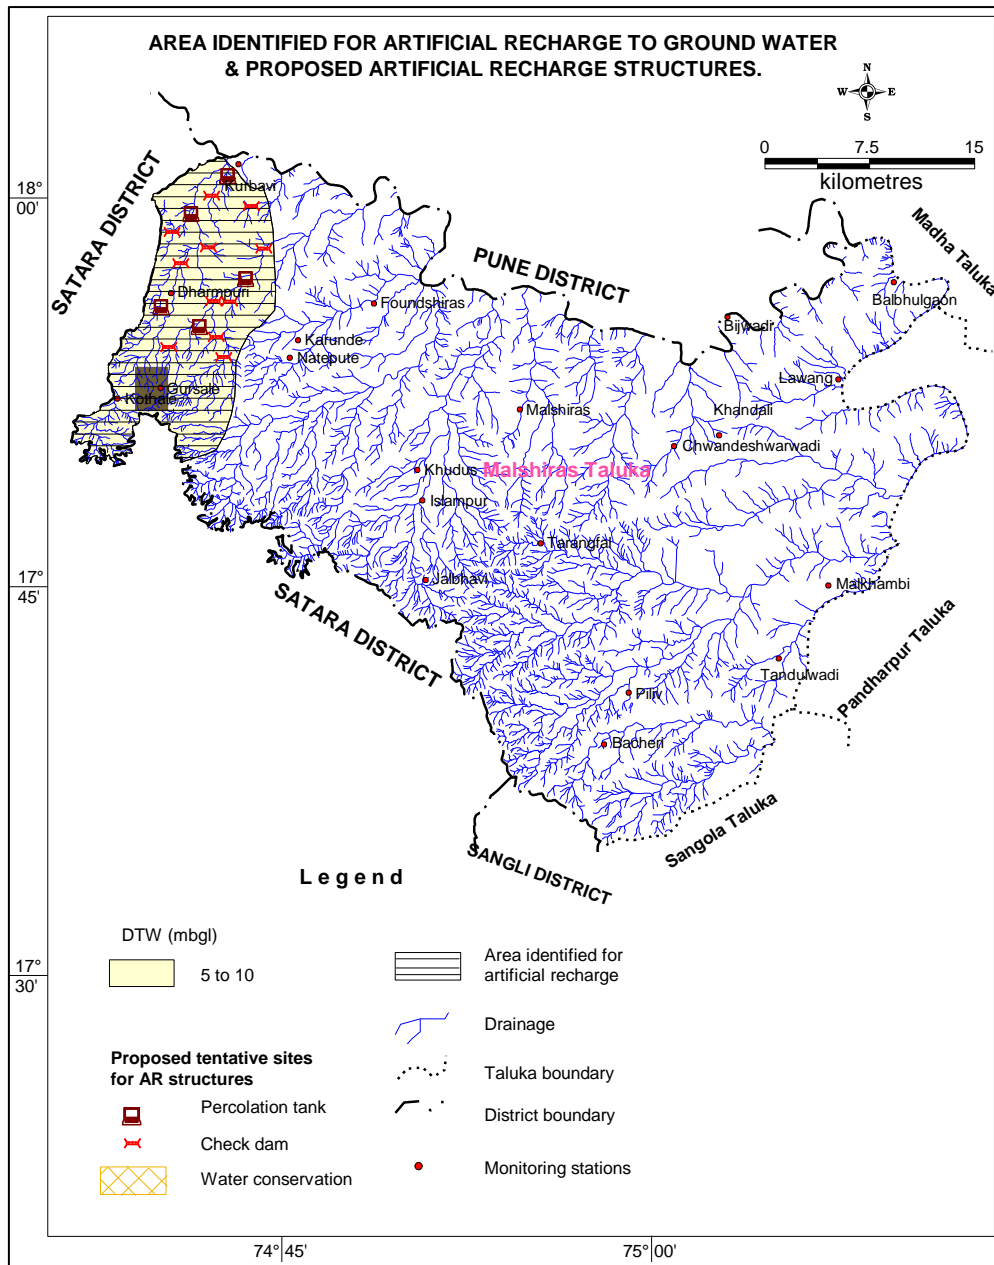 AREA IDENTIFIED FOR ARTIFICIAL RECHARGE TO GROUND WATER
& PROPOSED ARTIFICIAL RECHARGE STRUCTURES.
N
W E
S
0 7.5 15
kilometres
18°
00'
SATARA DISTRICT
Kurbavi
Madha Taluka
PUNE DISTRICT
Dharmpuri
Foundshiras
Balbhulgaon
Bijwadi
Karunde
Natepute
Lawang
Gursale
Kothale
Malshiras
Khandali
Chwandeshwarwadi
Khudus
Malshiras Taluka
Islampur
Tarangfal
17°
45'
Jalbhavi
Malkhambi
SATARA DISTRICT
Pandharpur Taluka
Tandulwadi
Piliv
Bacheri
Sangola Taluka
SANGLI DISTRICT
Legend
DTW (mbgl)
5 to 10
Area identified for
artificial recharge
17°
30'
Drainage
Proposed tentative sites
for AR structures
Taluka boundary
Percolation tank
District boundary
Check dam
Water conservation
Monitoring stations
74° 45'
75° 00'